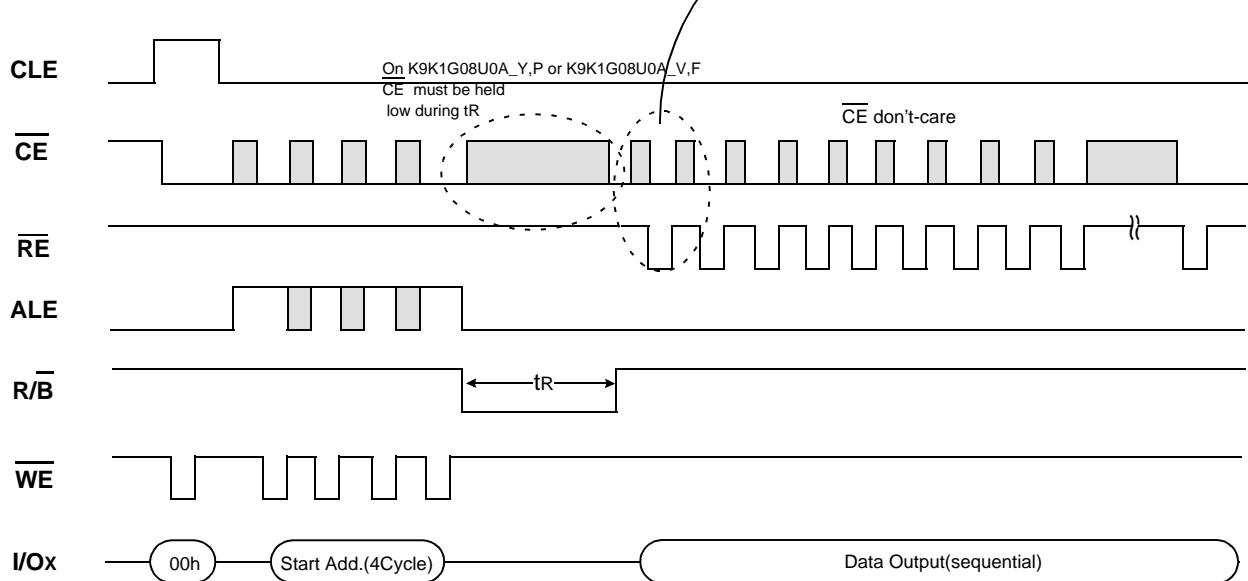 CLE
On K9K1G08U0A_Y,P or K9K1G08U0A_V,F
CE must be held
low during tR
CE don't-care
CE
RE
ALE
R/B
tR
WE
I/Ox
00h
Start Add.(4Cycle)
Data Output(sequential)